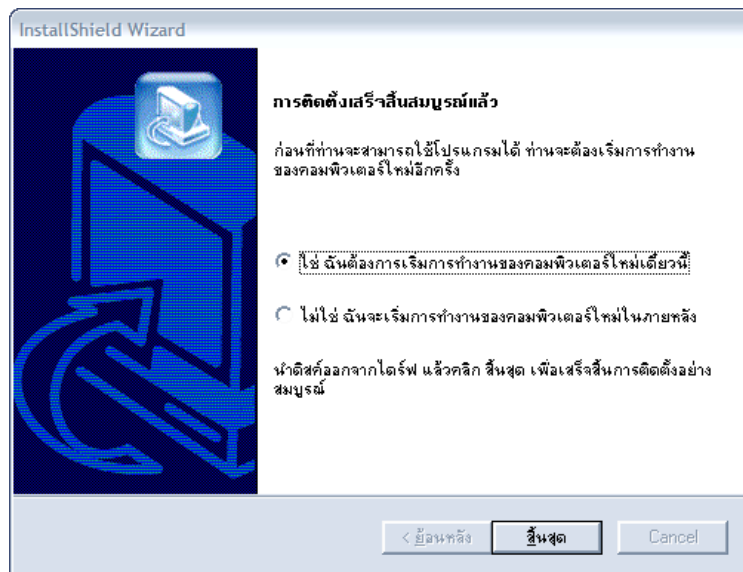 InstallShield Wizard
การติดตั้งเสร็จสิ้นสมบูรณ์แล้ว
ก่อนที่ท่านจะสามารถใช้โปรแกรมได้ ท่านจะต้องเริ่มการทำงาน
ของคอมพิวเตอร์ใหม่อีกครั้ง
ใช่ ฉันต้องการเริ่มการทำงานของคอมพิวเตอร์ใหม่เดี๋ยวนี้
ไม่ใช่ ฉันจะเริ่มการทำงานของคอมพิวเตอร์ใหม่ในภายหลัง
นำดิสค์ออกจากไดร์ฟ แล้วคลิก สิ้นสุด เพื่อเสร็จสิ้นการติดตั้งอย่าง
สมบูรณ์
< ย้อนหลัง สิ้นสุด Cancel